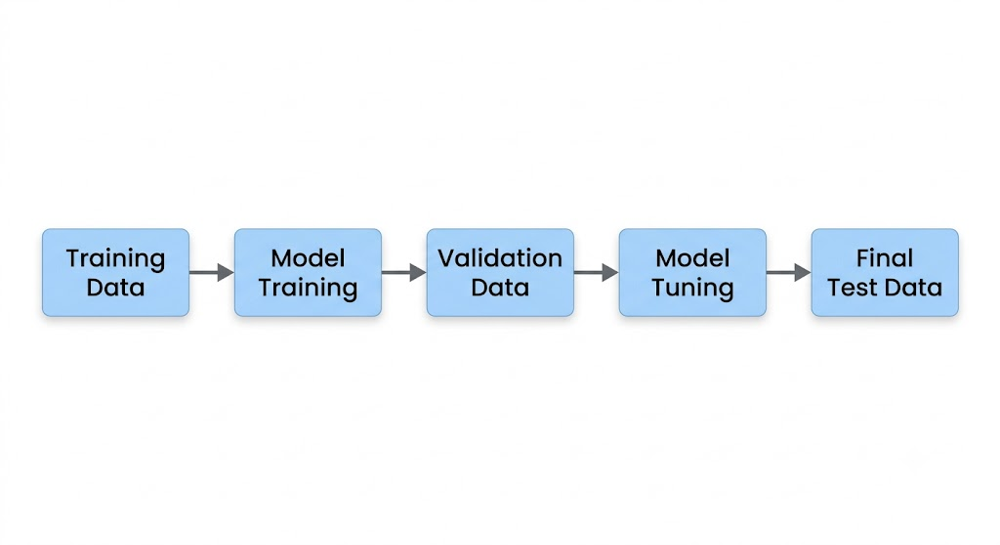 Training
Data
Model
Training
Validation
Data
Model
Tuning
Final
Test Data